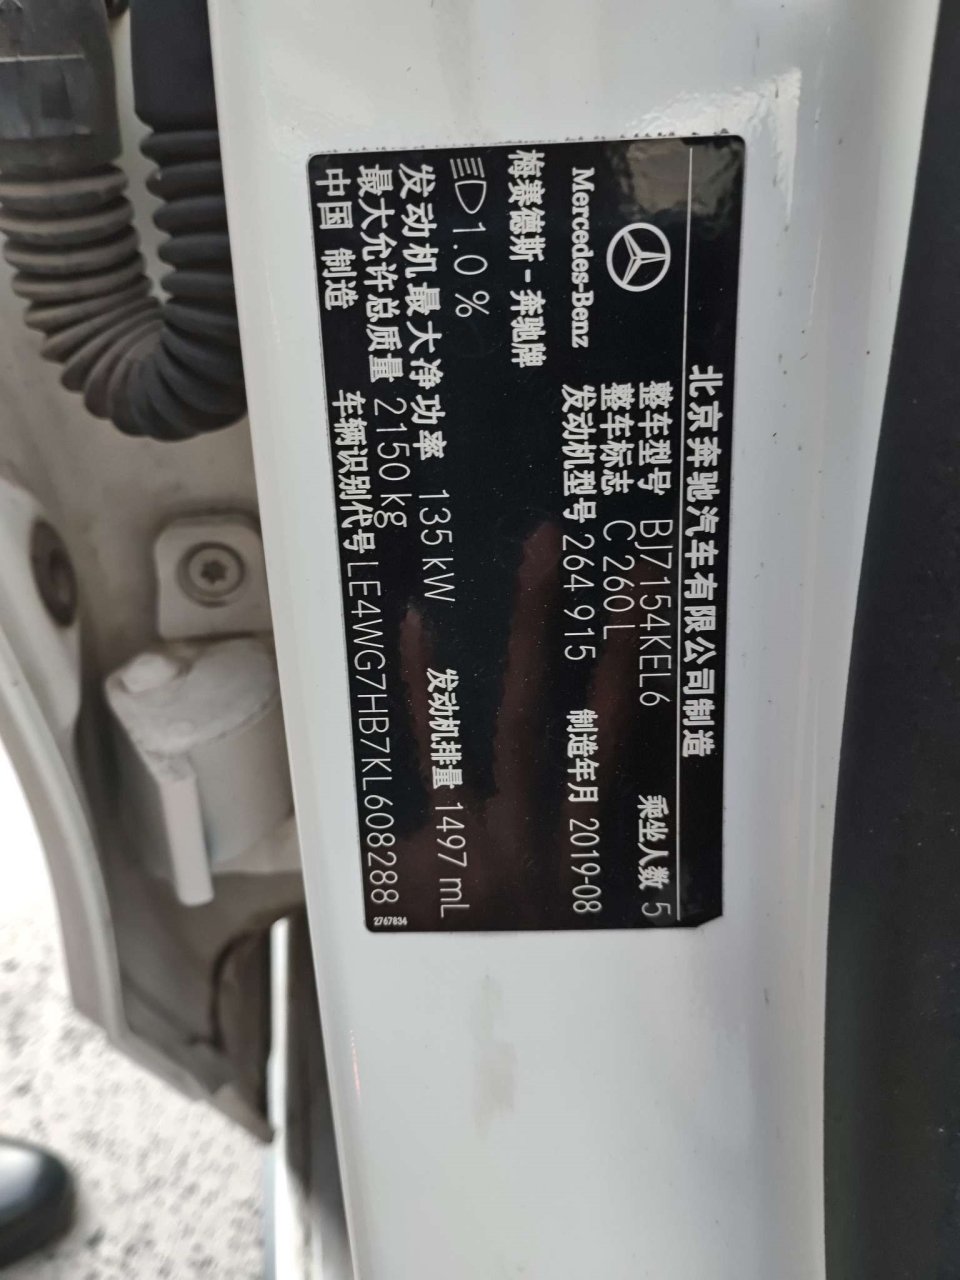 北京奔驰汽车有限公司制造
Mercedes-Benz
整车型号 BJ7154KEL6 乘坐人数 5
整车标志 C 260 L
梅赛德斯-奔驰牌 发动机型号 264 915 制造年月 2019-08
1.0 %
发动机最大净功率 135 kW 发动机排量 1497 mL
最大允许总质量 2150 kg
中国 制造 车辆识别代号 LE4WG7HB7KL608288
2767834